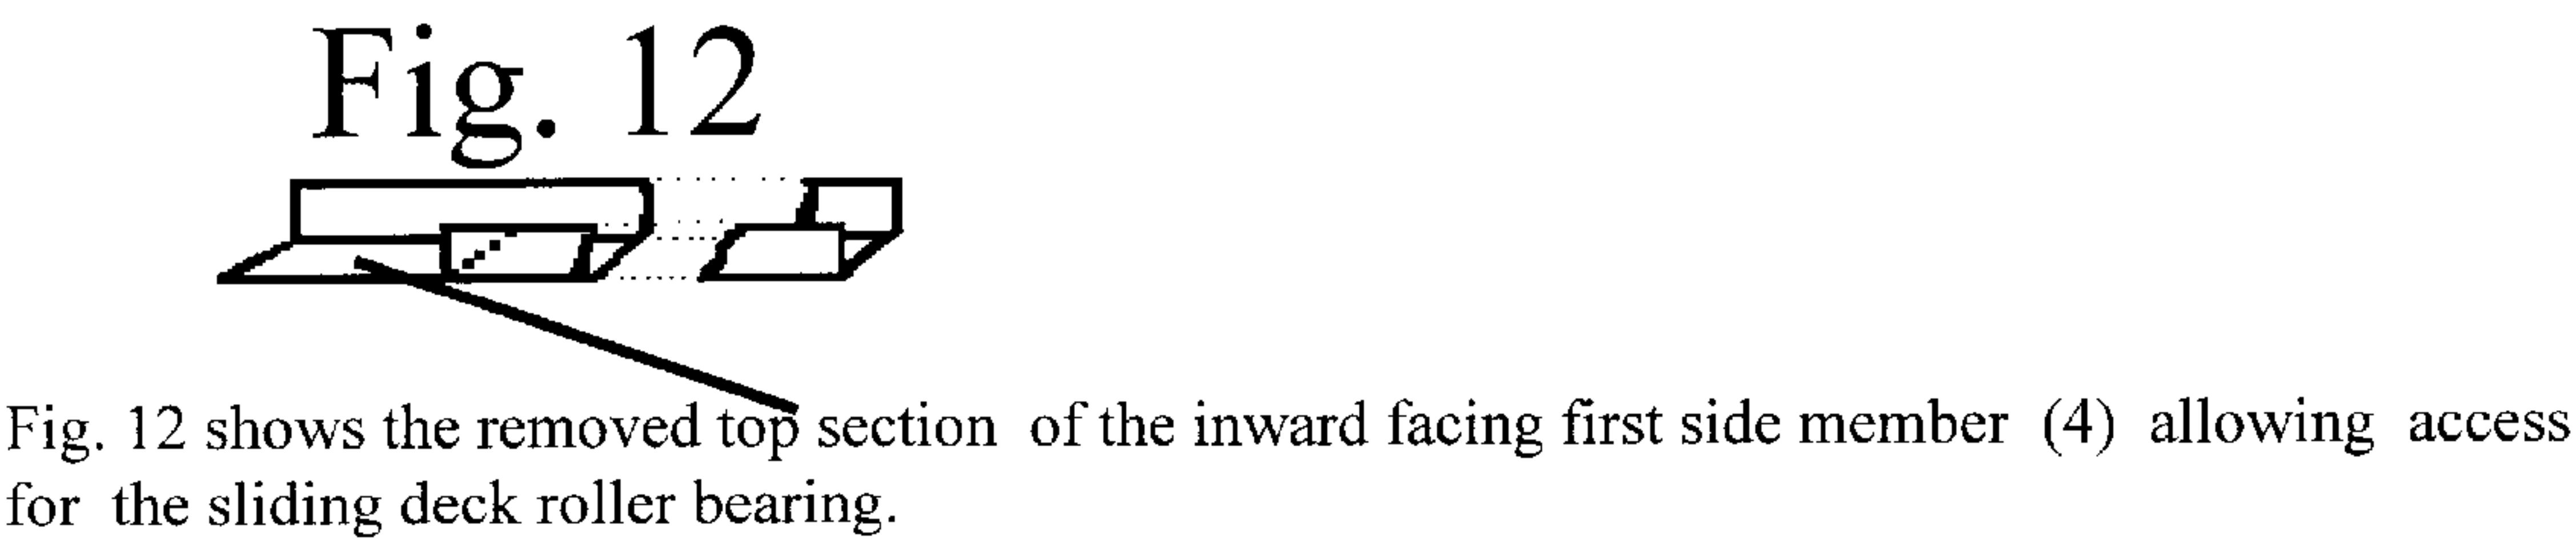 Fig. 12
Fig. 12 shows the removed top section of the inward facing first side member (4) allowing access
for the sliding deck roller bearing.